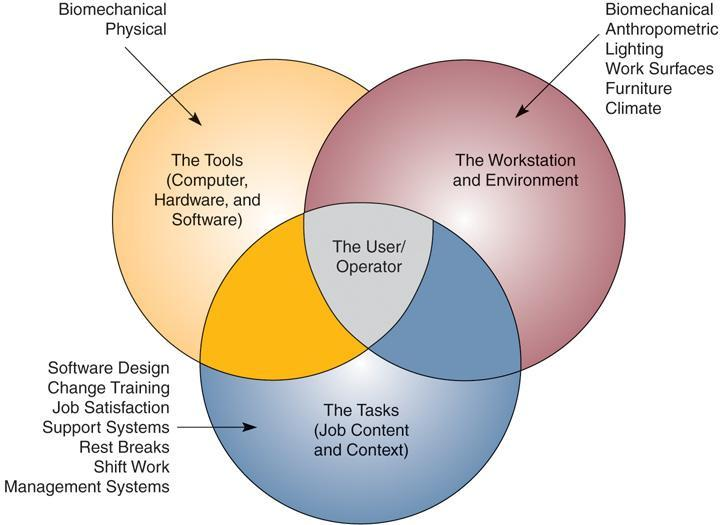 Biomechanical
Physical
Biomechanical
Anthropometric
Lighting
Work Surfaces
Furniture
Climate
The Tools
(Computer,
Hardware, and
Software)
The Workstation
and Environment
The User/
Operator
Software Design
Change Training
Job Satisfaction
Support Systems
Rest Breaks
Shift Work
Management Systems
The Tasks
(Job Content
and Context)